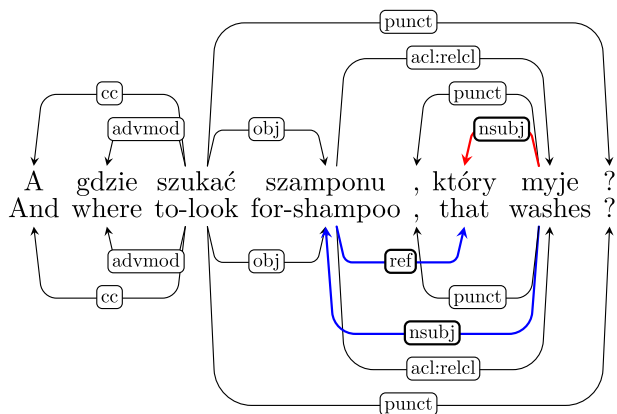 punct
acl:relcl
cc punct
advmod obj nsubj
A gdzie szukać szamponu , który myje ?
And where to-look for-shampoo , that washes ?
advmod obj ref
cc punct
nsubj
acl:relcl
punct